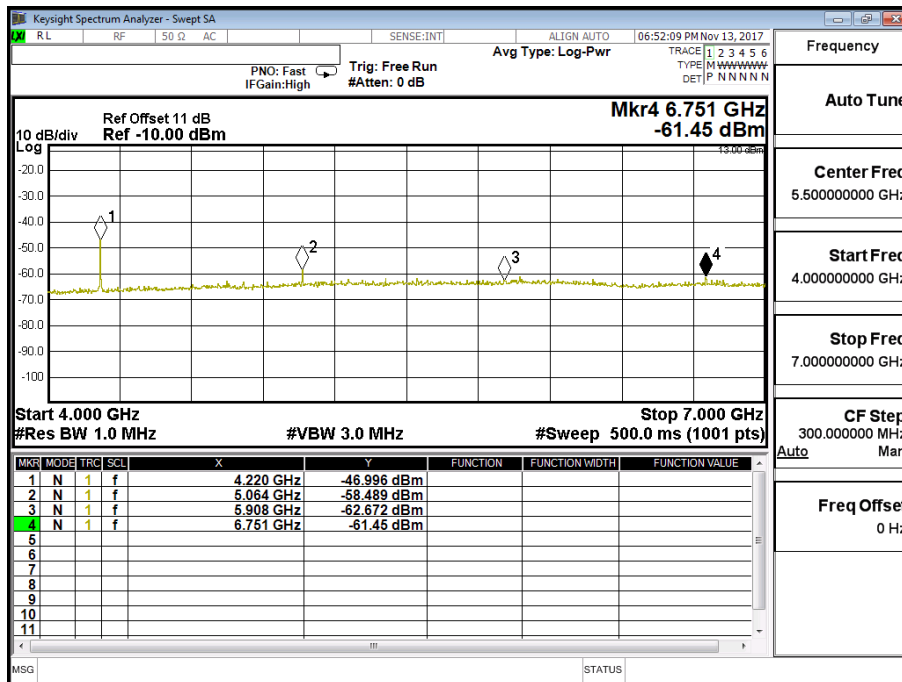 Keysight Spectrum Analyzer - Swept SA
LXI RL RF 50 Ω AC SENSE:INT ALIGN AUTO 06:52:09 PM Nov 13, 2017
Frequency
Avg Type: Log-Pwr
TRACE 1 2 3 4 5 6
PNO: Fast
Trig: Free Run
TYPE M W W W W W
IFGain:High
#Atten: 0 dB
DET P N N N N N
Auto Tune
Ref Offset 11 dB
Mkr4 6.751 GHz
10 dB/div Ref -10.00 dBm
-61.45 dBm
Log
-13.00 dBm
-20.0
-30.0
-40.0
-50.0
-60.0
-70.0
-80.0
-90.0
-100
1
2
3
4
Center Freq
5.500000000 GHz
Start Freq
4.000000000 GHz
Stop Freq
7.000000000 GHz
Start 4.000 GHz
Stop 7.000 GHz
#Res BW 1.0 MHz #VBW 3.0 MHz #Sweep 500.0 ms (1001 pts)
CF Step
300.000000 MHz
Auto Man
MKR MODE TRC SCL X Y FUNCTION FUNCTION WIDTH FUNCTION VALUE
1 N 1 f 4.220 GHz -46.996 dBm
2 N 1 f 5.064 GHz -58.489 dBm
3 N 1 f 5.908 GHz -62.672 dBm
4 N 1 f 6.751 GHz -61.45 dBm
5
6
7
8
9
10
11
Freq Offset
0 Hz
MSG STATUS